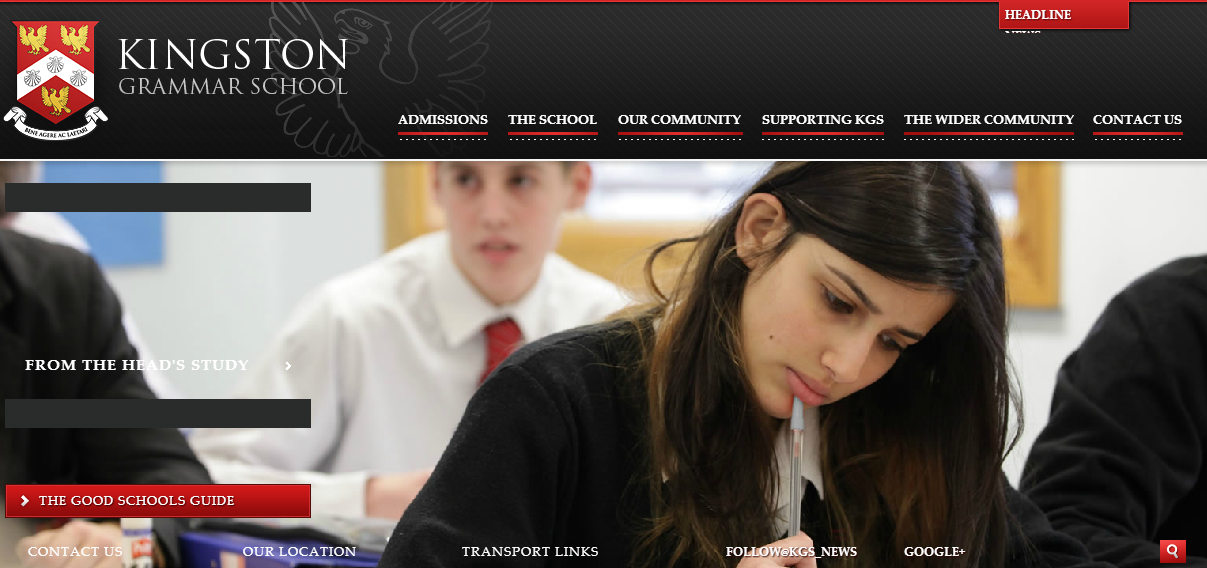 HEADLINE
KINGSTON
GRAMMAR SCHOOL
BENE AGERE AC LAETARI
ADMISSIONS THE SCHOOL OUR COMMUNITY SUPPORTING KGS THE WIDER COMMUNITY CONTACT US
FROM THE HEAD'S STUDY
THE GOOD SCHOOLS GUIDE
CONTACT US OUR LOCATION TRANSPORT LINKS FOLLOW@KGS_NEWS GOOGLE+